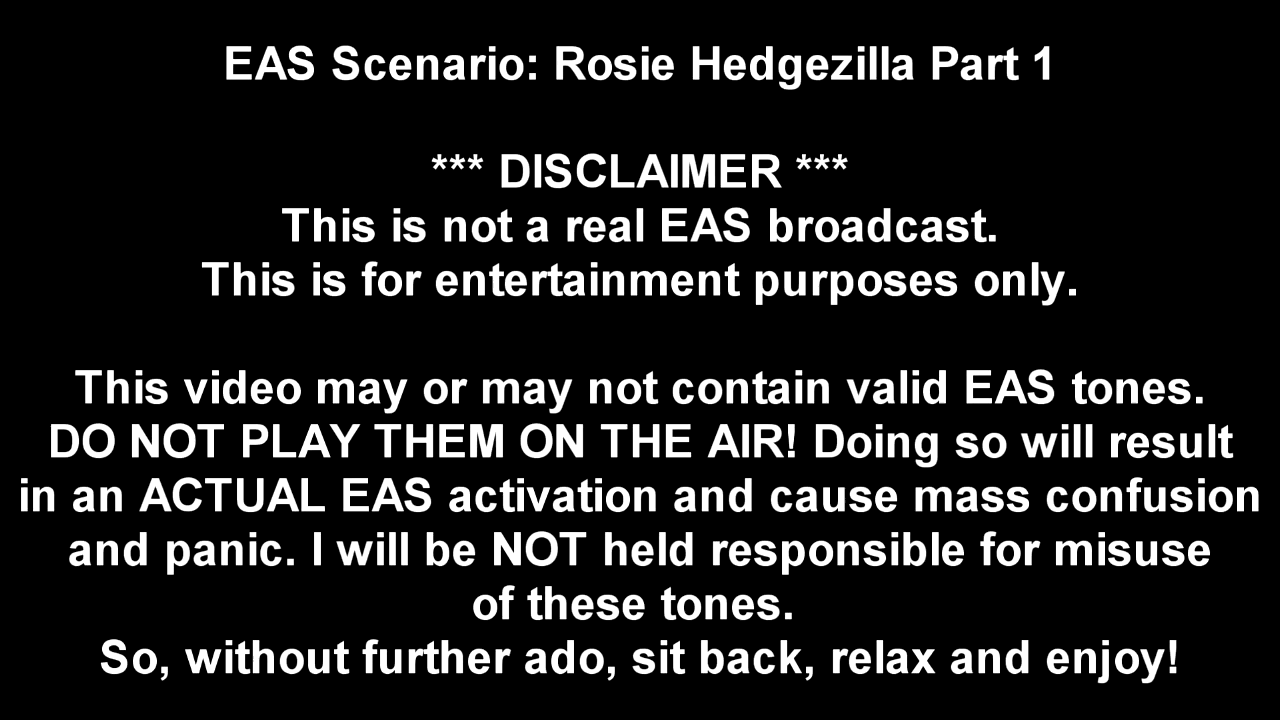 EAS Scenario: Rosie Hedgezilla Part 1
*** DISCLAIMER ***
This is not a real EAS broadcast.
This is for entertainment purposes only.
This video may or may not contain valid EAS tones.
DO NOT PLAY THEM ON THE AIR! Doing so will result
in an ACTUAL EAS activation and cause mass confusion
and panic. I will be NOT held responsible for misuse
of these tones.
So, without further ado, sit back, relax and enjoy!